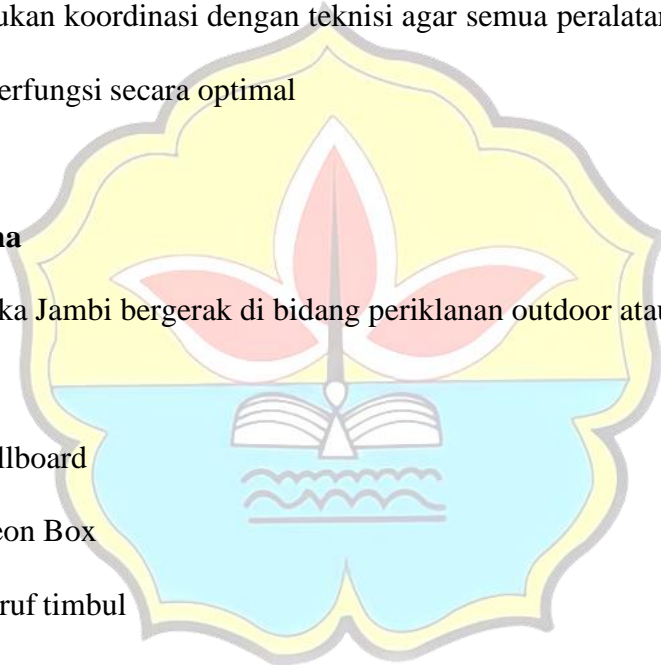 ukan koordinasi dengan teknisi agar semua peralatan
erfungsi secara optimal
na
ka Jambi bergerak di bidang periklanan outdoor atau
llboard
eon Box
ruf timbul